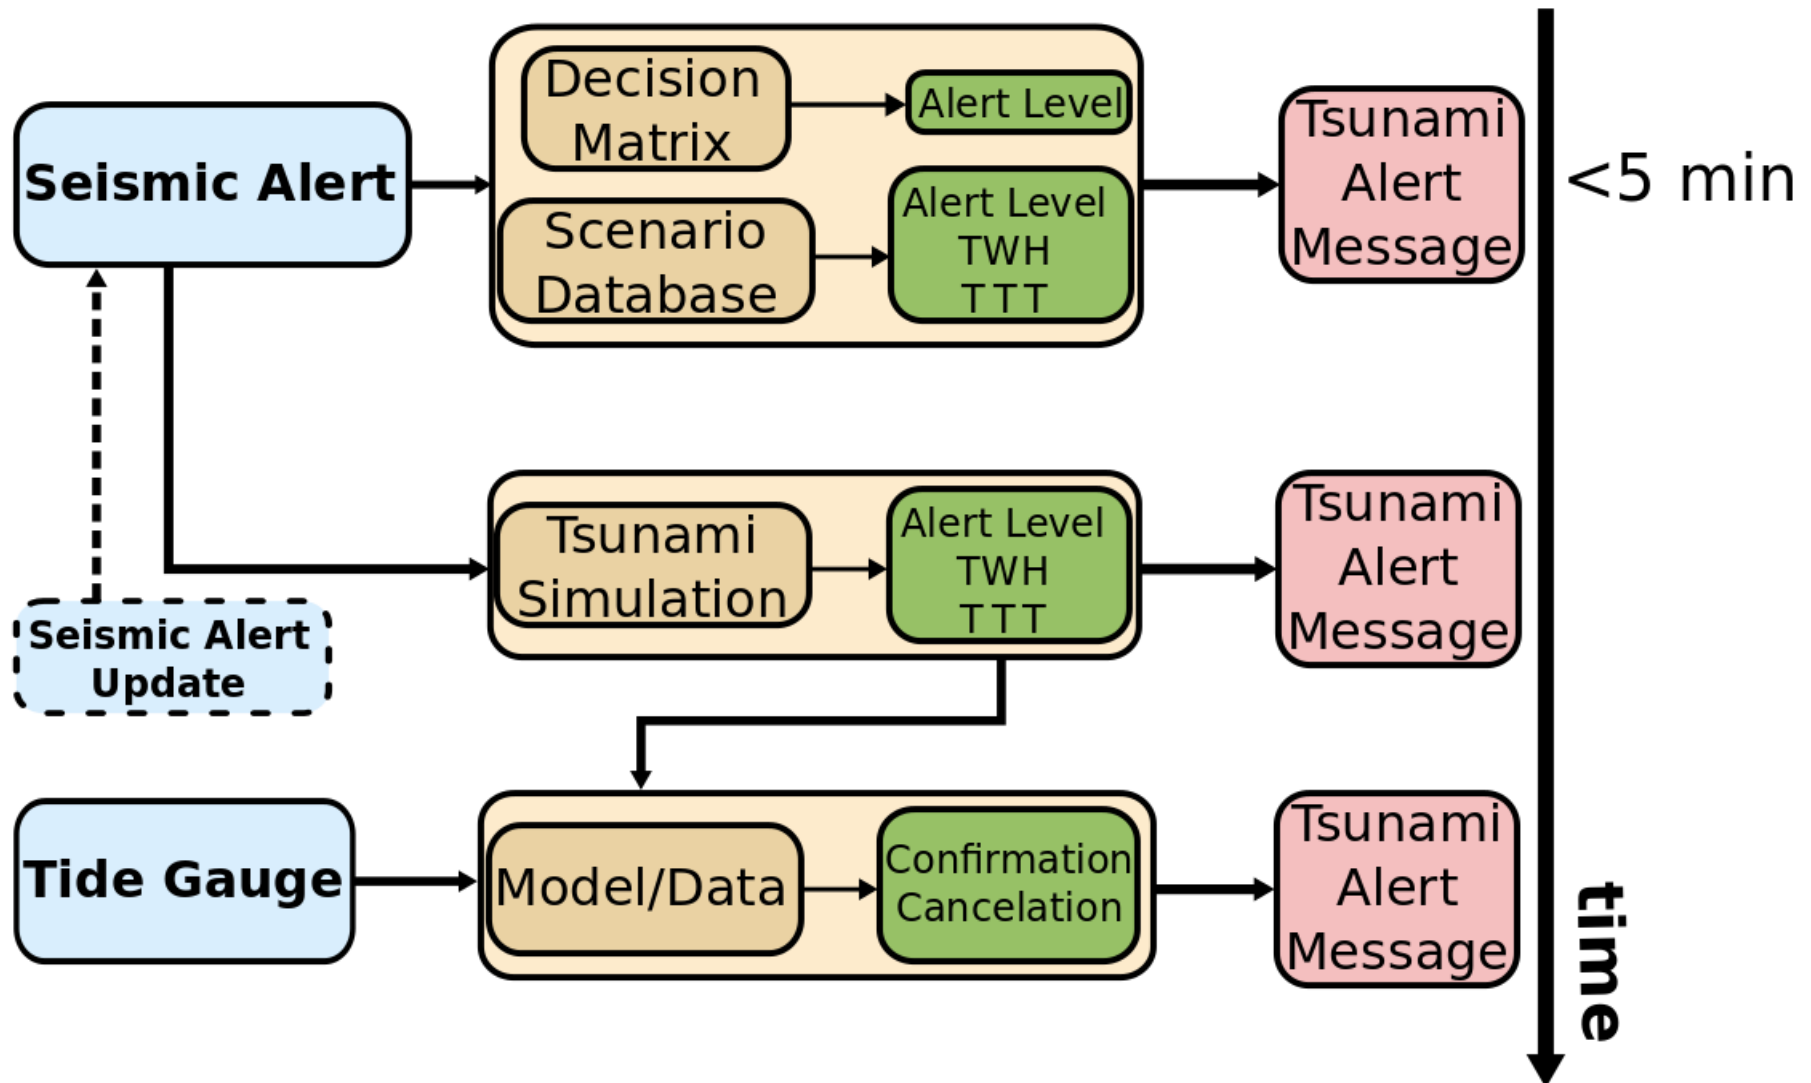 Seismic Alert
Decision
Matrix
Alert Level
Scenario
Database
Alert Level
TWH
TTT
Tsunami
Alert
Message
<5 min
Seismic Alert
Update
Tsunami
Simulation
Alert Level
TWH
TTT
Tsunami
Alert
Message
Tide Gauge
Model/Data
Confirmation
Cancelation
Tsunami
Alert
Message
time